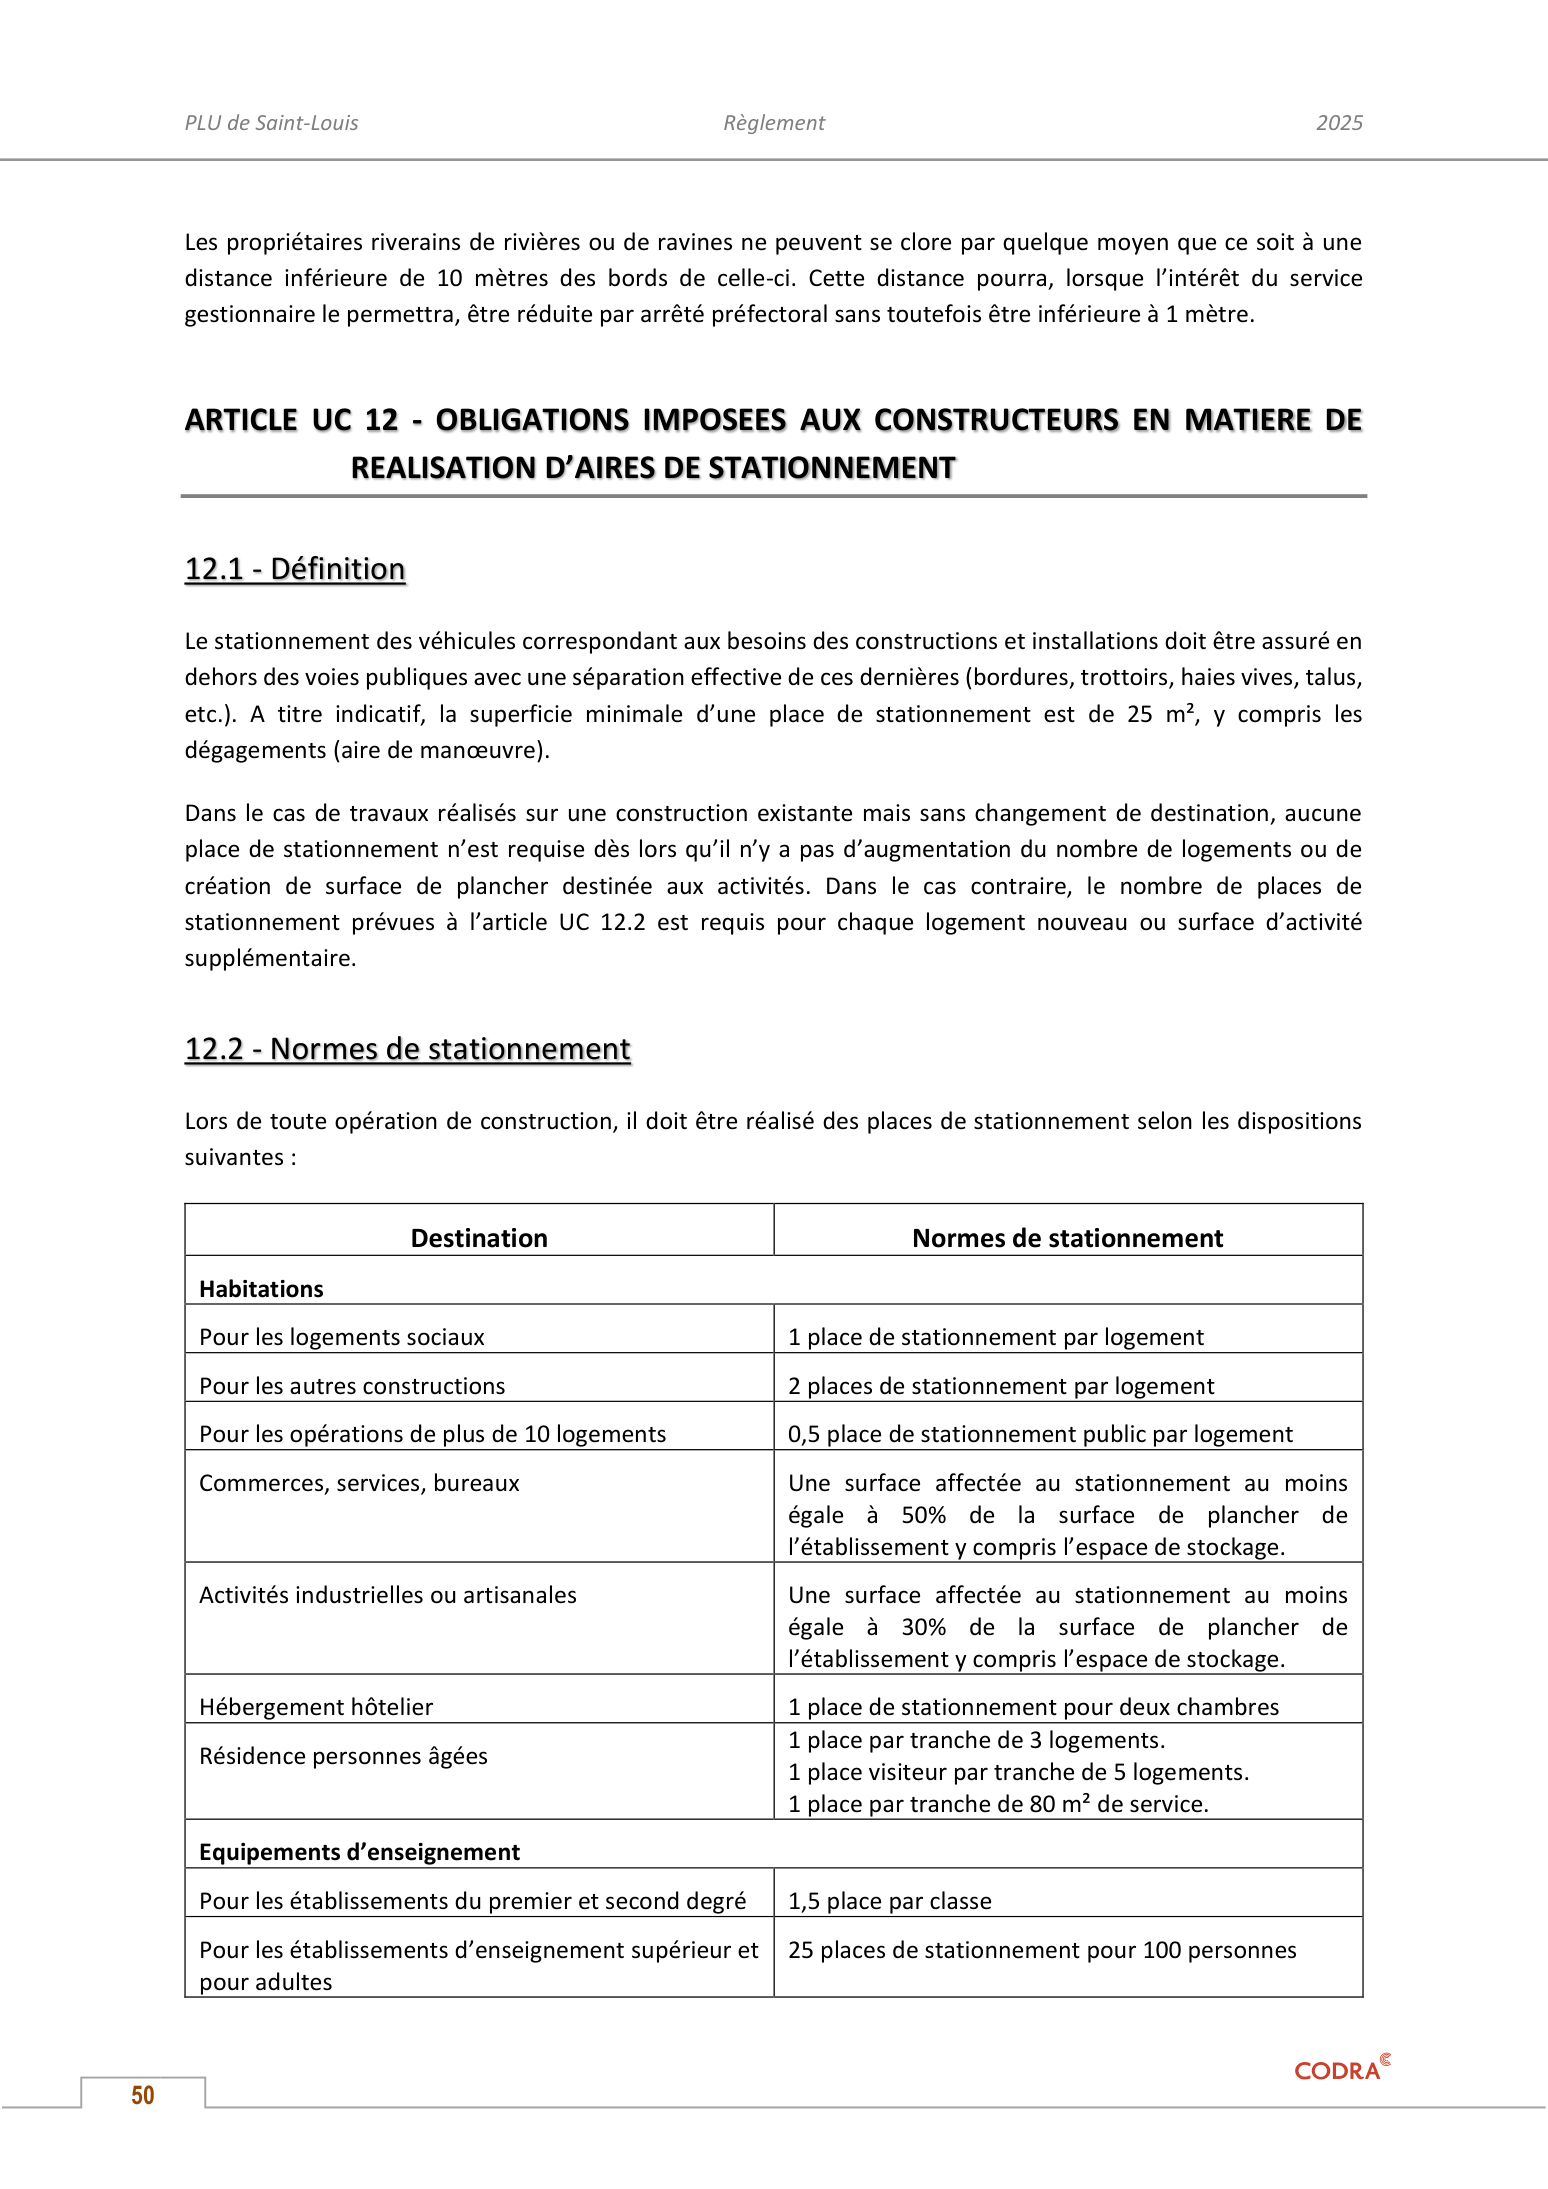 PLU de Saint-Louis Règlement 2025
Les propriétaires riverains de rivières ou de ravines ne peuvent se clore par quelque moyen que ce soit à une
distance inférieure de 10 mètres des bords de celle-ci. Cette distance pourra, lorsque l’intérêt du service
gestionnaire le permettra, être réduite par arrêté préfectoral sans toutefois être inférieure à 1 mètre.
ARTICLE UC 12 - OBLIGATIONS IMPOSEES AUX CONSTRUCTEURS EN MATIERE DE
REALISATION D’AIRES DE STATIONNEMENT
12.1 - Définition
Le stationnement des véhicules correspondant aux besoins des constructions et installations doit être assuré en
dehors des voies publiques avec une séparation effective de ces dernières (bordures, trottoirs, haies vives, talus,
etc.). A titre indicatif, la superficie minimale d’une place de stationnement est de 25 m², y compris les
dégagements (aire de manœuvre).
Dans le cas de travaux réalisés sur une construction existante mais sans changement de destination, aucune
place de stationnement n’est requise dès lors qu’il n’y a pas d’augmentation du nombre de logements ou de
création de surface de plancher destinée aux activités. Dans le cas contraire, le nombre de places de
stationnement prévues à l’article UC 12.2 est requis pour chaque logement nouveau ou surface d’activité
supplémentaire.
12.2 - Normes de stationnement
Lors de toute opération de construction, il doit être réalisé des places de stationnement selon les dispositions
suivantes :
Destination Normes de stationnement
Habitations
Pour les logements sociaux 1 place de stationnement par logement
Pour les autres constructions 2 places de stationnement par logement
Pour les opérations de plus de 10 logements 0,5 place de stationnement public par logement
Commerces, services, bureaux Une surface affectée au stationnement au moins
égale à 50% de la surface de plancher de
l’établissement y compris l’espace de stockage.
Activités industrielles ou artisanales Une surface affectée au stationnement au moins
égale à 30% de la surface de plancher de
l’établissement y compris l’espace de stockage.
Hébergement hôtelier 1 place de stationnement pour deux chambres
Résidence personnes âgées 1 place par tranche de 3 logements.
1 place visiteur par tranche de 5 logements.
1 place par tranche de 80 m² de service.
Equipements d’enseignement
Pour les établissements du premier et second degré 1,5 place par classe
Pour les établissements d’enseignement supérieur et 25 places de stationnement pour 100 personnes
pour adultes
CODRA
50